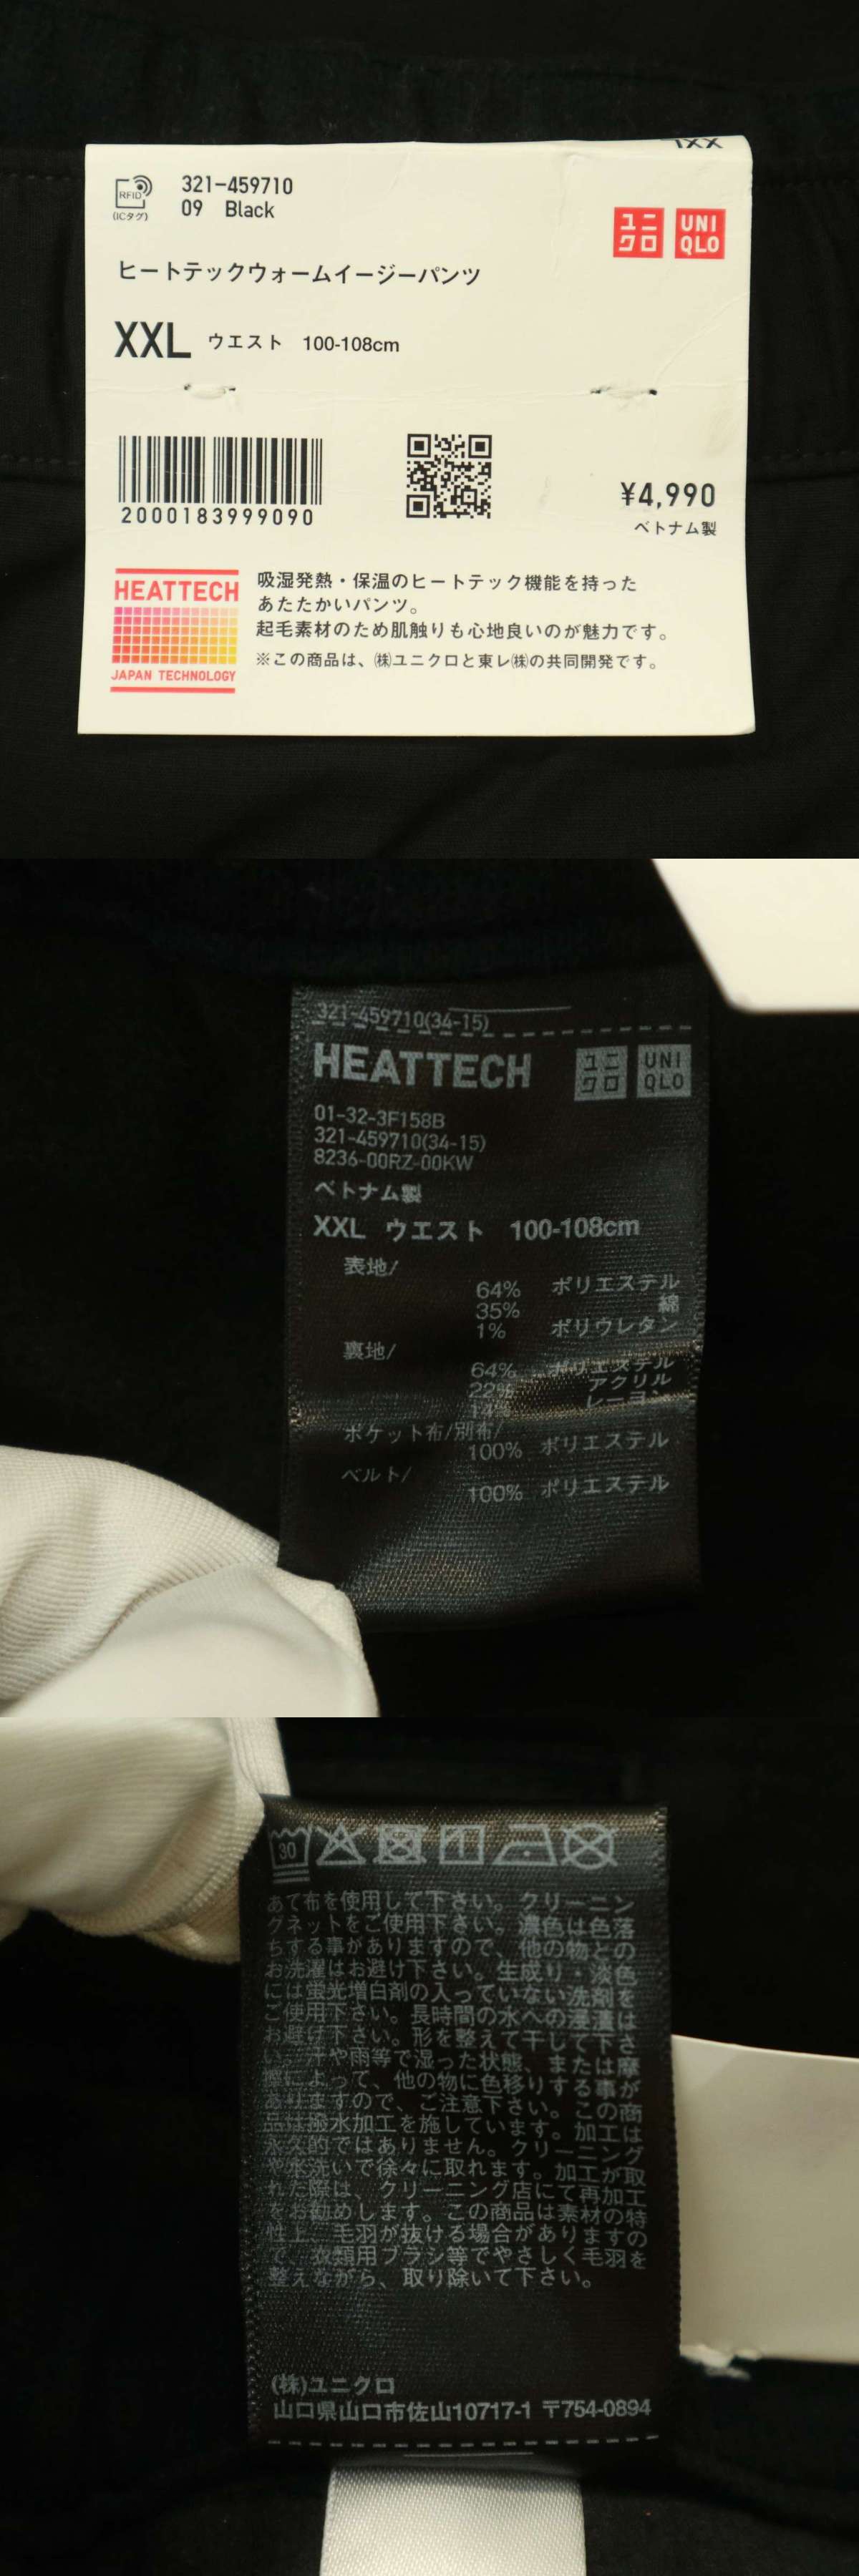 XXL
RFID
(ICタグ)
321-459710
09 Black
ユニクロ
UNIQLO
ヒートテックウォームイージーパンツ
XXL ウエスト 100-108cm
2000183999090
¥4,990
ベトナム製
HEATTECH
JAPAN TECHNOLOGY
吸湿発熱・保温のヒートテック機能を持った
あたたかいパンツ。
起毛素材のため肌触りも心地良いのが魅力です。
※この商品は、㈱ユニクロと東レ㈱の共同開発です。
321-459710(34-15)
HEATTECH
ユニクロ
UNIQLO
01-32-3F158B
321-459710(34-15)
8236-00RZ-00KW
ベトナム製
XXL ウエスト 100-108cm
表地/
64% ポリエステル
35% 綿
1% ポリウレタン
裏地/
64% ポリエステル
22% アクリル
14% レーヨン
ポケット布/別布/
100% ポリエステル
ベルト/
100% ポリエステル
30
あて布を使用して下さい。クリーニン
グネットをご使用下さい。濃色は色落
ちする事がありますので、他の物との
お洗濯はお避け下さい。生成り・淡色
には蛍光増白剤の入っていない洗剤を
ご使用下さい。長時間の水への浸漬は
お避け下さい。形を整えて干して下さ
い。汗や雨等で湿った状態、または摩
擦によって、他の物に色移りする事が
ありますので、ご注意下さい。この商
品は撥水加工を施しています。加工は
永久的ではありません。クリーニング
や水洗いで徐々に取れます。加工が取
れた際は、クリーニング店にて再加工
をお勧めします。この商品は素材の特
性上、毛羽が抜ける場合がありますの
で、衣類用ブラシ等でやさしく毛羽を
整えながら、取り除いて下さい。
(株)ユニクロ
山口県山口市佐山10717-1 〒754-0894